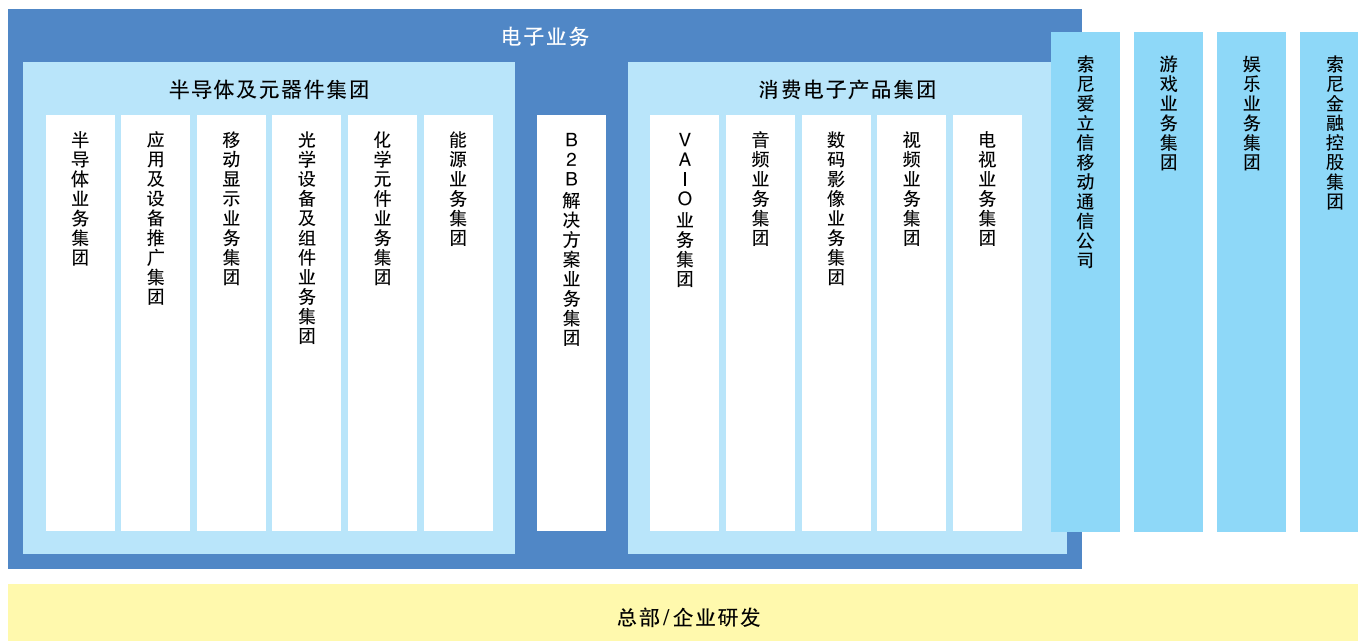 电子业务
半导体及元器件集团
半导体业务集团
应用及设备推广集团
移动显示业务集团
光学设备及组件业务集团
化学元件业务集团
能源业务集团
B2B解决方案业务集团
消费电子产品集团
VAIO业务集团
音频业务集团
数码影像业务集团
视频业务集团
电视业务集团
索尼爱立信移动通信公司
游戏业务集团
娱乐业务集团
索尼金融控股集团
总部/企业研发